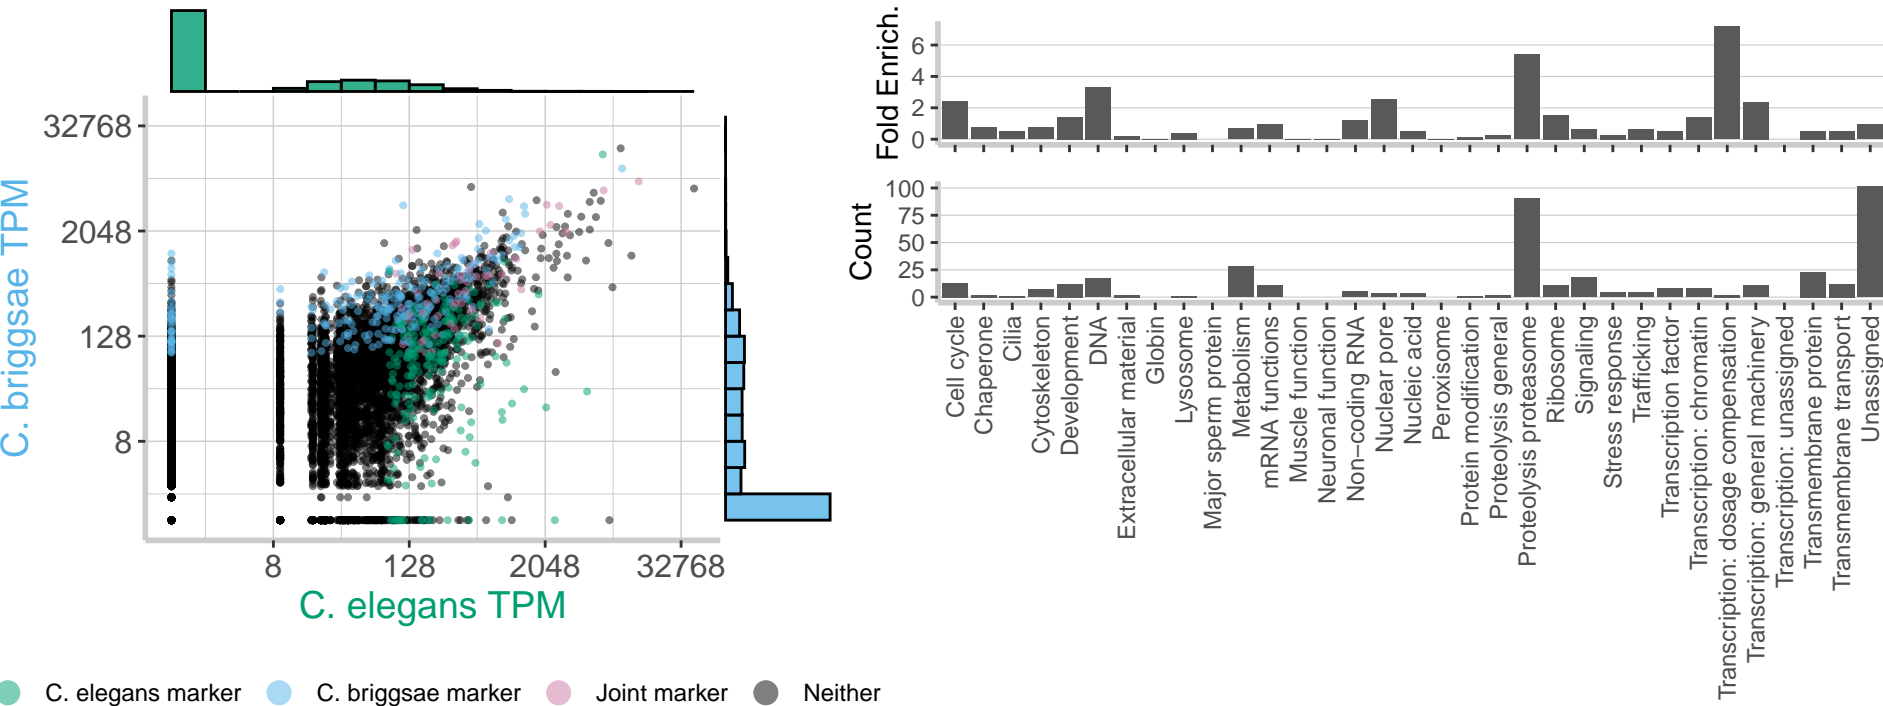 32768
2048
128
8
C. briggsae TPM
8
128
2048
32768
C. elegans TPM
C. elegans marker
C. briggsae marker
Joint marker
Neither
Fold Enrich.
6
4
2
0
Count
100
75
50
25
0
Cell cycle
Chaperone
Cilia
Cytoskeleton
Development
DNA
Extracellular material
Globin
Lysosome
Major sperm protein
Metabolism
mRNA functions
Muscle function
Neuronal function
Non−coding RNA
Nuclear pore
Nucleic acid
Peroxisome
Protein modification
Proteolysis general
Proteolysis proteasome
Ribosome
Signaling
Stress response
Trafficking
Transcription factor
Transcription: chromatin
Transcription: dosage compensation
Transcription: general machinery
Transcription: unassigned
Transmembrane protein
Transmembrane transport
Unassigned